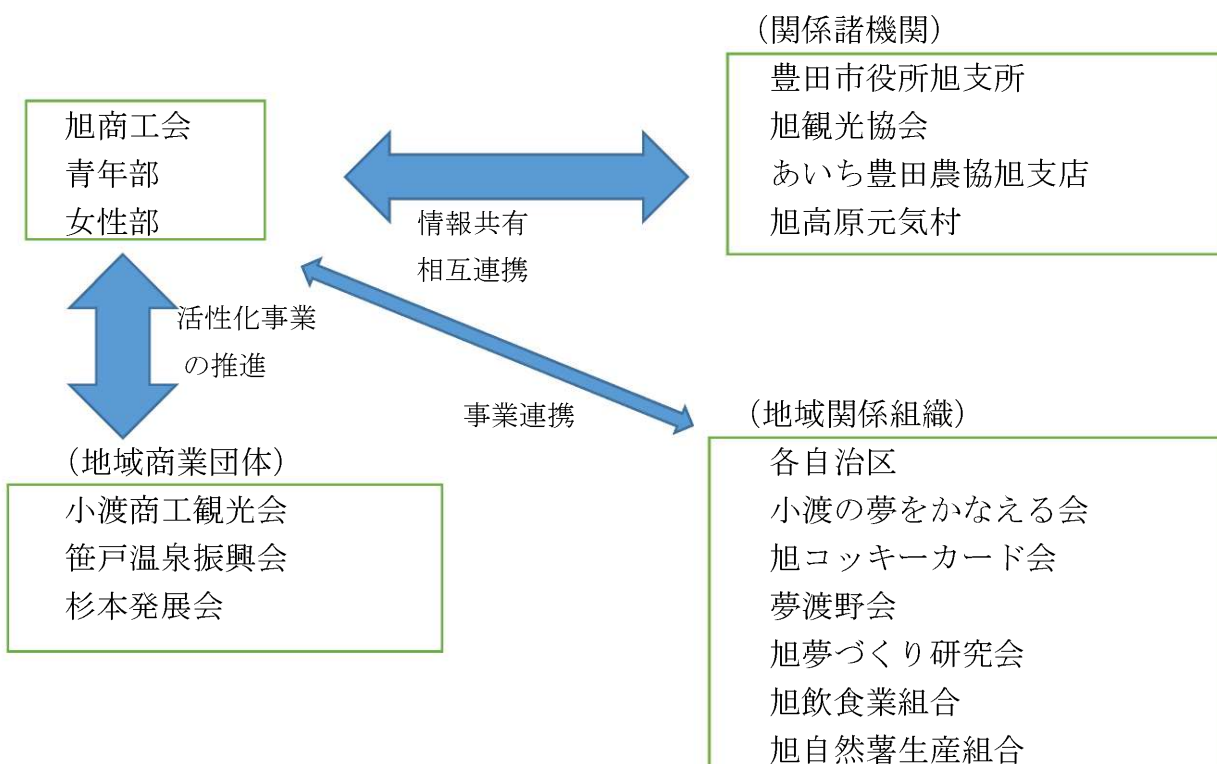 旭商工会
青年部
女性部
(関係諸機関)
豊田市役所旭支所
旭観光協会
あいち豊田農協旭支店
旭高原元気村
情報共有
相互連携
活性化事業
の推進
事業連携
(地域商業団体)
小渡商工観光会
笹戸温泉振興会
杉本発展会
(地域関係組織)
各自治区
小渡の夢をかなえる会
旭コッキーカード会
夢渡野会
旭夢づくり研究会
旭飲食業組合
旭自然薯生産組合